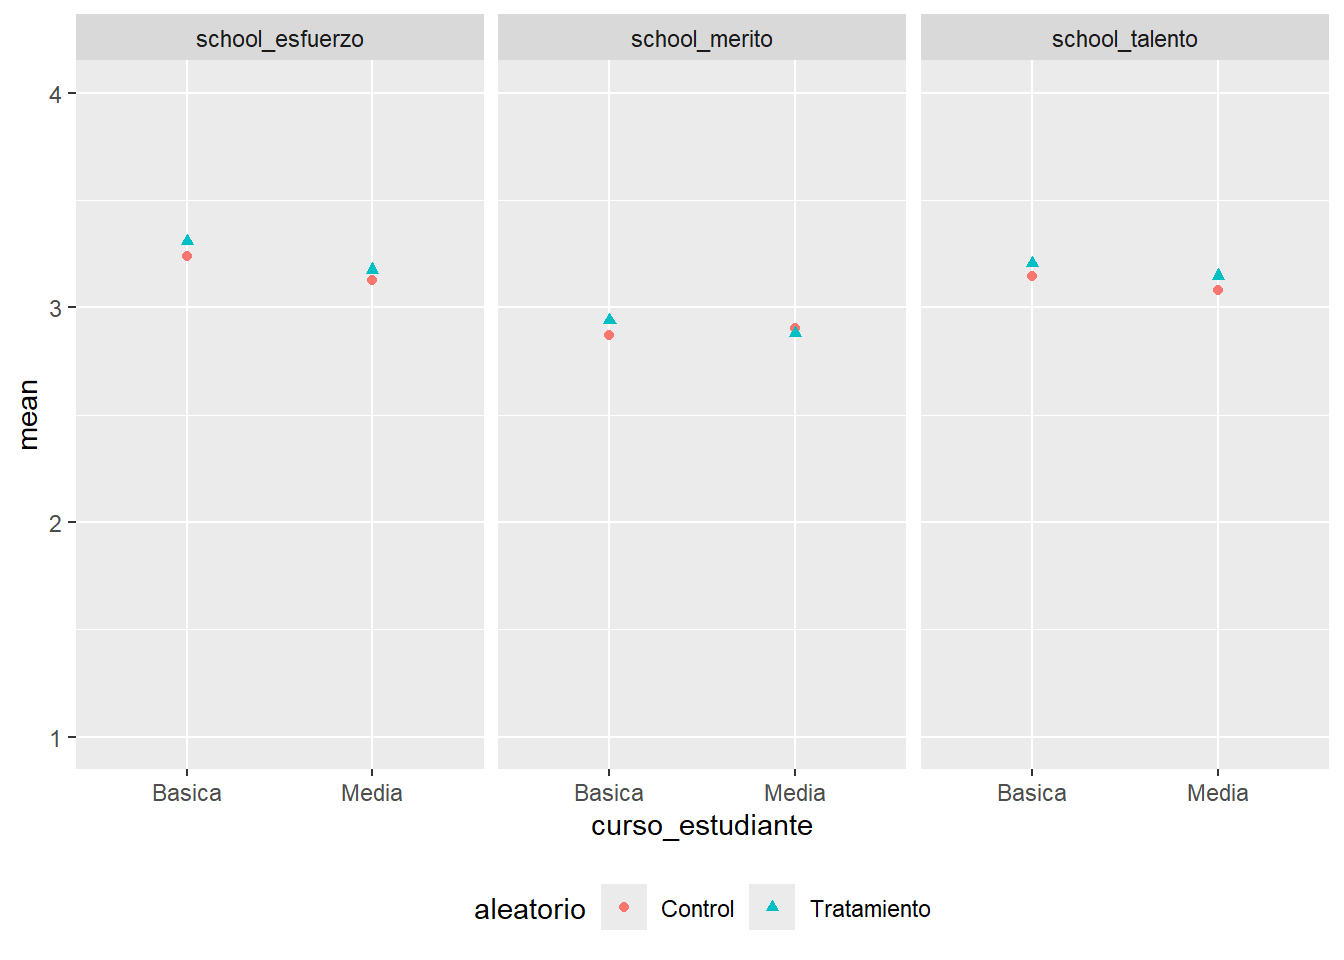 school_esfuerzo school_merito school_talento
4
3
2
1
mean
Basica Media Basica Media Basica Media
curso_estudiante
aleatorio Control Tratamiento